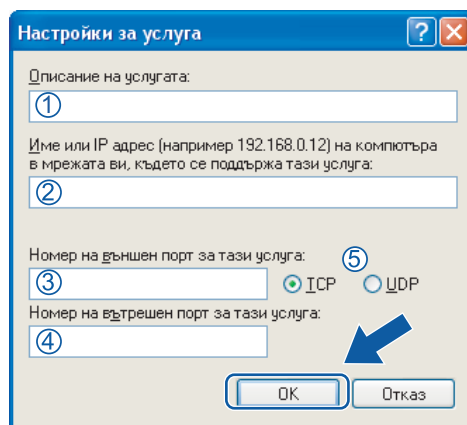 Настройки за услуга
Описание на услугата:
①
Име или IP адрес (например 192.168.0.12) на компютъра
в мрежата ви, където се поддържа тази услуга:
②
Номер на външен порт за тази услуга:
⑤
③
TCP
UDP
Номер на вътрешен порт за тази услуга:
④
OK
Отказ